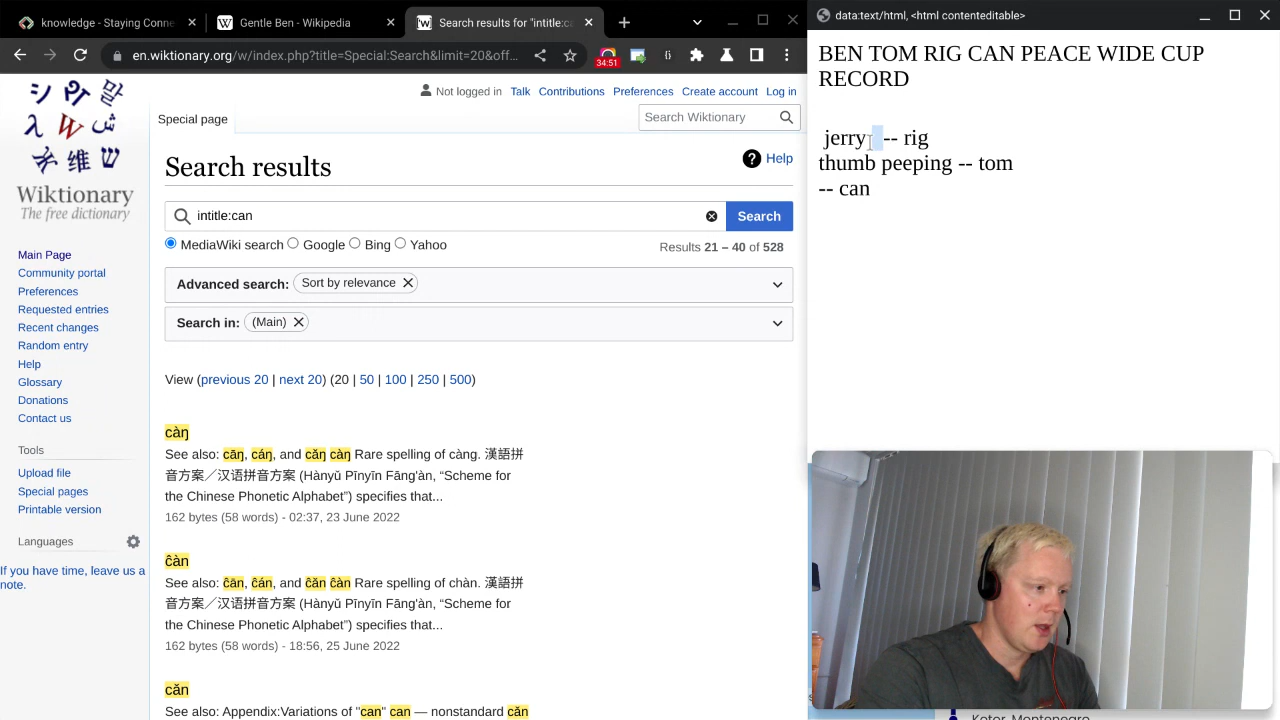 knowledge - Staying Conne
Gentle Ben - Wikipedia
Search results for "intitle:ca
data:text/html, <html contenteditable>
en.wiktionary.org/w/index.php?title=Special:Search&limit=20&off...
34:51
Not logged in Talk Contributions Preferences Create account Log in
Special page
Search Wiktionary
Wiktionary
The free dictionary
Main Page
Community portal
Preferences
Requested entries
Recent changes
Random entry
Help
Glossary
Donations
Contact us
Tools
Upload file
Special pages
Printable version
Languages
If you have time, leave us a
note.
Search results
Help
intitle:can
Search
MediaWiki search Google Bing Yahoo
Results 21 – 40 of 528
Advanced search: Sort by relevance
Search in: (Main)
View (previous 20 | next 20) (20 | 50 | 100 | 250 | 500)
càŋ
See also: cāŋ, cáŋ, and cǎŋ càŋ Rare spelling of càng. 漢語拼
音方案／汉语拼音方案 (Hànyǔ Pīnyīn Fāng'àn, “Scheme for
the Chinese Phonetic Alphabet”) specifies that...
162 bytes (58 words) - 02:37, 23 June 2022
ĉàn
See also: ĉān, ĉán, and ĉǎn ĉàn Rare spelling of chàn. 漢語拼
音方案／汉语拼音方案 (Hànyǔ Pīnyīn Fāng'àn, “Scheme for
the Chinese Phonetic Alphabet”) specifies that...
162 bytes (58 words) - 18:56, 25 June 2022
cǎn
See also: Appendix:Variations of "can" can — nonstandard cǎn
BEN TOM RIG CAN PEACE WIDE CUP
RECORD
jerry -- rig
thumb peeping -- tom
-- can
Kotor, Montenegro